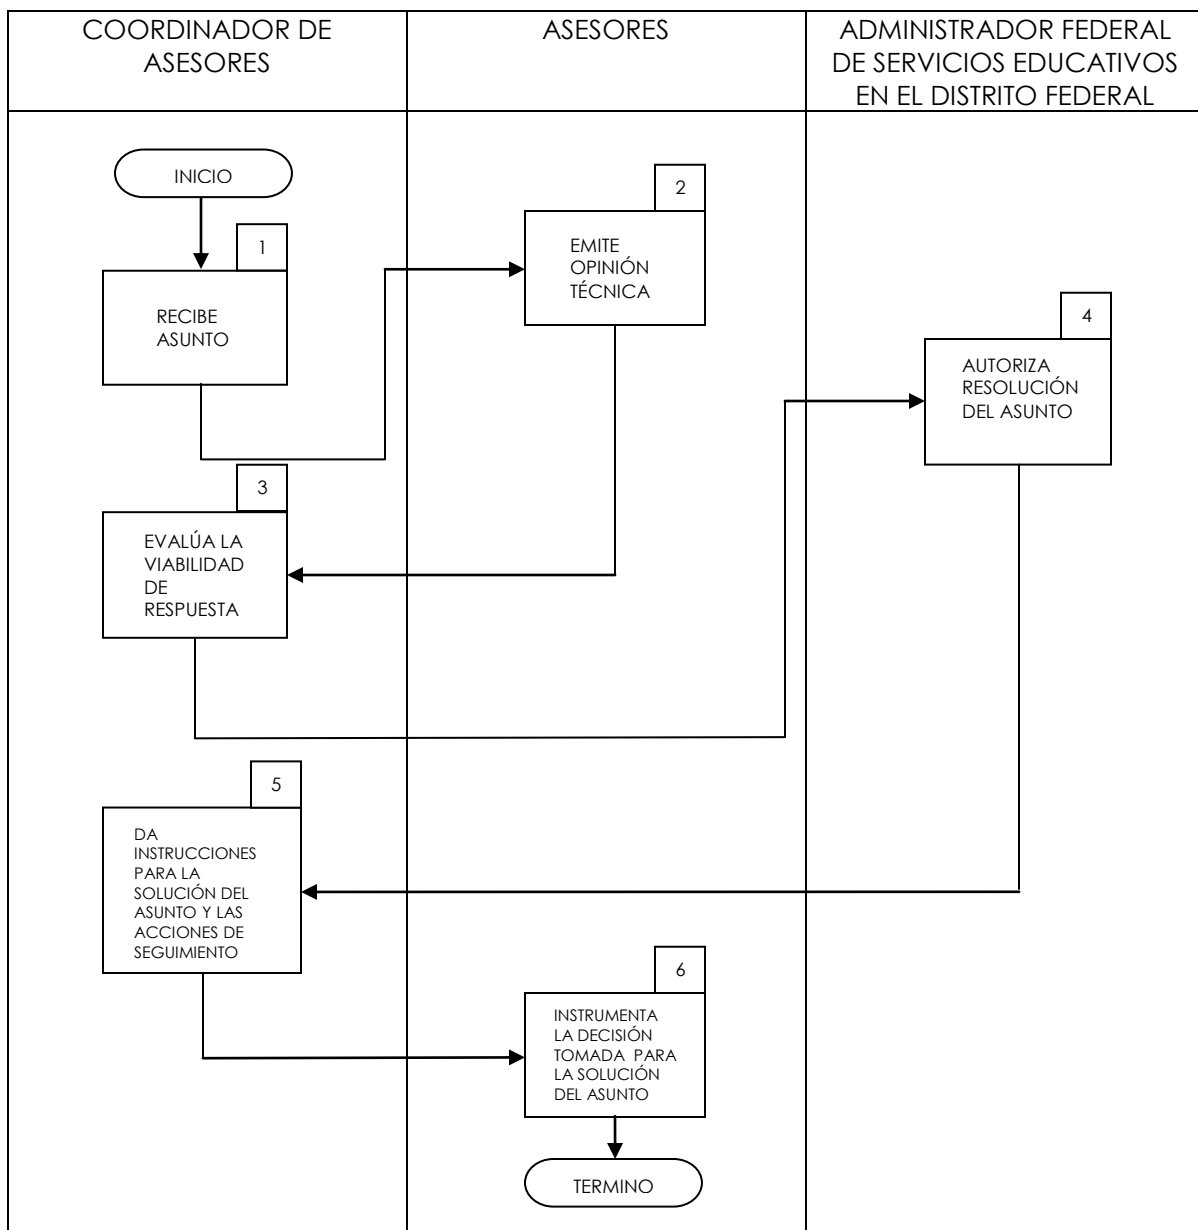 COORDINADOR DE
ASESORES
ASESORES
ADMINISTRADOR FEDERAL
DE SERVICIOS EDUCATIVOS
EN EL DISTRITO FEDERAL
INICIO
1
RECIBE
ASUNTO
2
EMITE
OPINIÓN
TÉCNICA
3
EVALÚA LA
VIABILIDAD
DE
RESPUESTA
4
AUTORIZA
RESOLUCIÓN
DEL ASUNTO
5
DA
INSTRUCCIONES
PARA LA
SOLUCIÓN DEL
ASUNTO Y LAS
ACCIONES DE
SEGUIMIENTO
6
INSTRUMENTA
LA DECISIÓN
TOMADA PARA
LA SOLUCIÓN
DEL ASUNTO
TERMINO